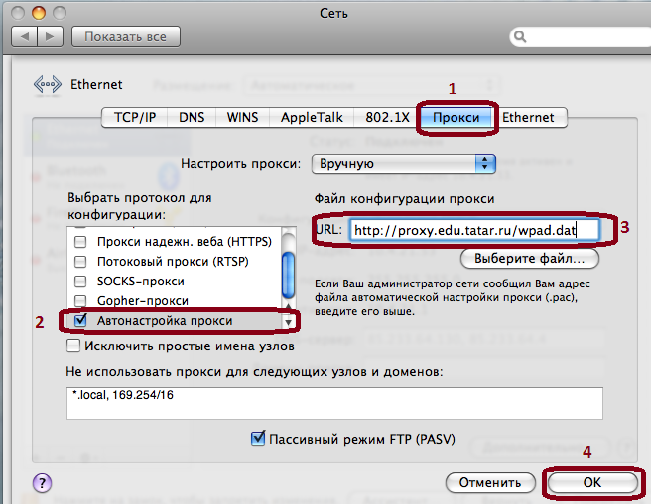 Сеть
Показать все
Ethernet
1
TCP/IP DNS WINS AppleTalk 802.1X Прокси Ethernet
Настроить прокси: Вручную
Выбрать протокол для
конфигурации:
Прокси надежн. веба (HTTPS)
Потоковый прокси (RTSP)
SOCKS-прокси
Gopher-прокси
2 Автонастройка прокси
Файл конфигурации прокси
URL: http://proxy.edu.tatar.ru/wpad.dat 3
Выберите файл...
Если Ваш администратор сети сообщил Вам адрес
файла автоматической настройки прокси (.pac),
введите его выше.
Исключить простые имена узлов
Не использовать прокси для следующих узлов и доменов:
*.local, 169.254/16
Пассивный режим FTP (PASV)
4
? Отменить OK